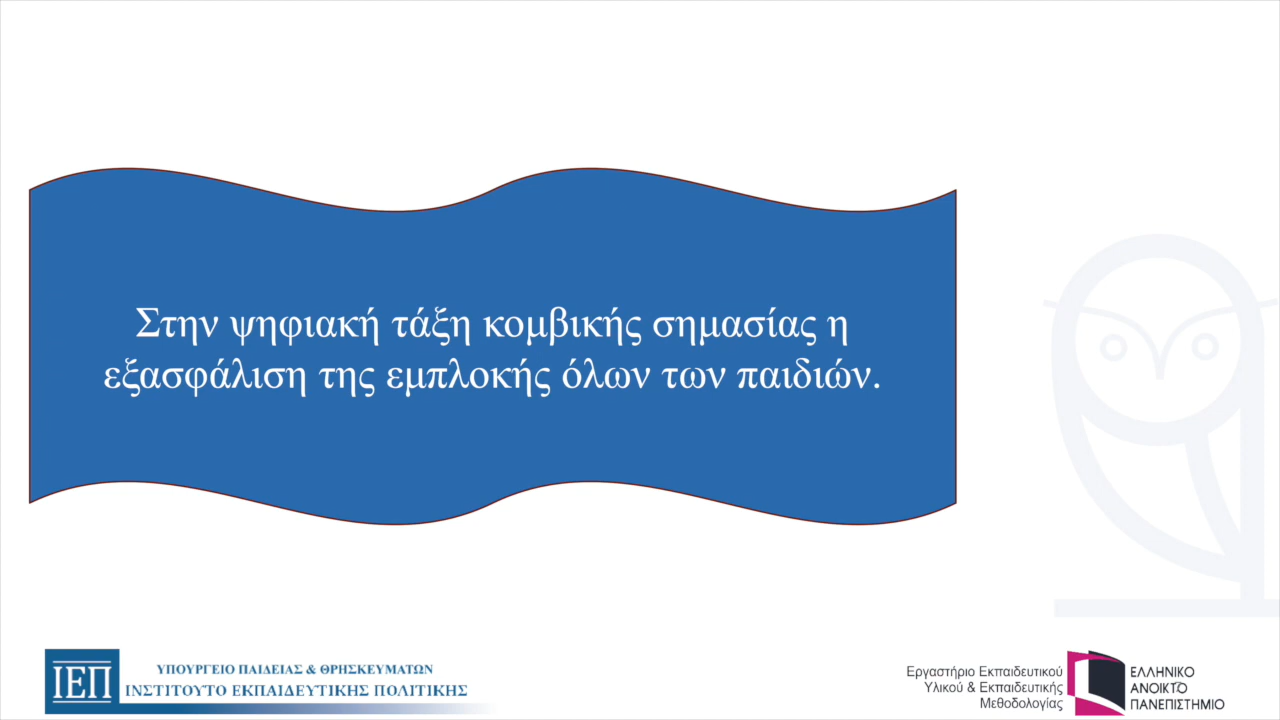 Στην ψηφιακή τάξη κομβικής σημασίας η
εξασφάλιση της εμπλοκής όλων των παιδιών.
ΙΕΠ
ΥΠΟΥΡΓΕΙΟ ΠΑΙΔΕΙΑΣ & ΘΡΗΣΚΕΥΜΑΤΩΝ
ΙΝΣΤΙΤΟΥΤΟ ΕΚΠΑΙΔΕΥΤΙΚΗΣ ΠΟΛΙΤΙΚΗΣ
Εργαστήριο Εκπαιδευτικού
Υλικού & Εκπαιδευτικής
Μεθοδολογίας
ΕΛΛΗΝΙΚΟ
ΑΝΟΙΚΤΟ
ΠΑΝΕΠΙΣΤΗΜΙΟ